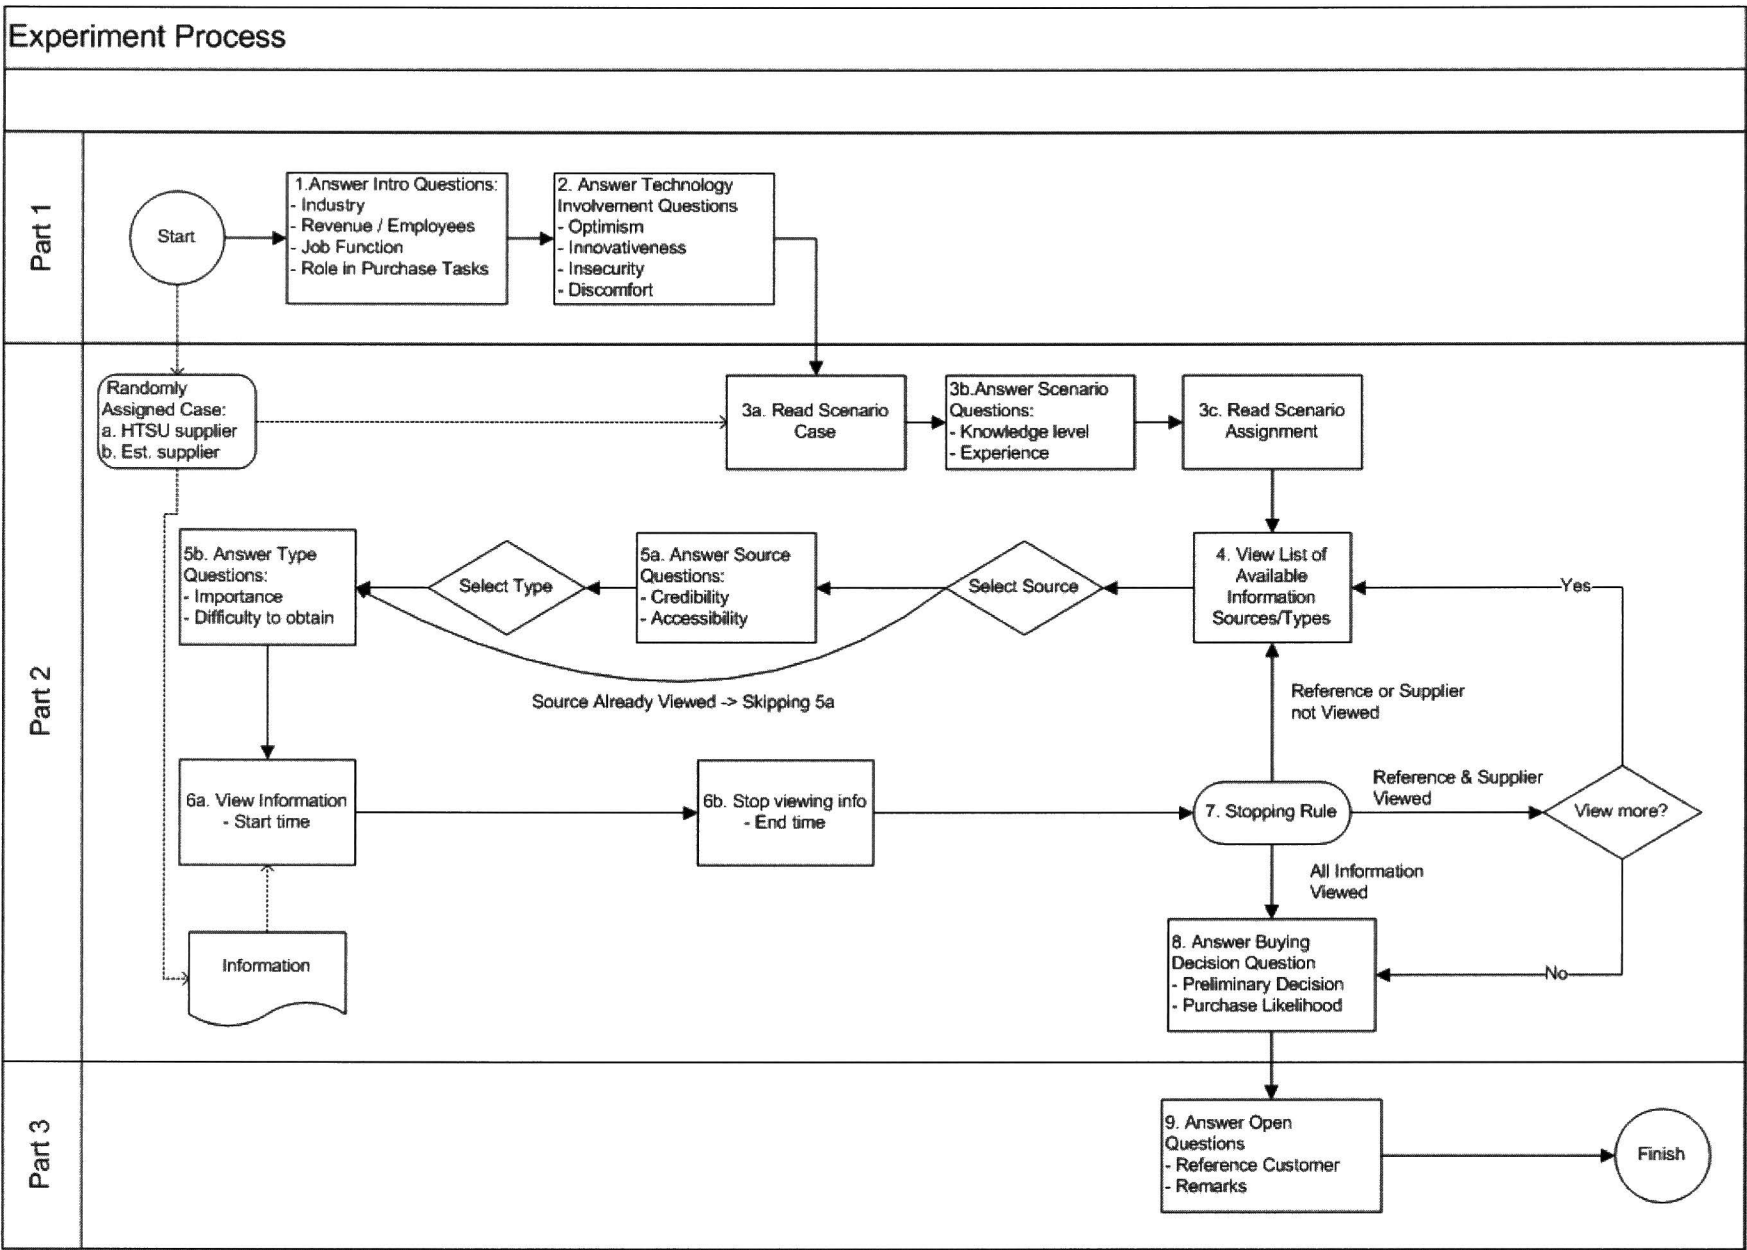 Experiment Process
Part 1
Start
1.Answer Intro Questions:
- Industry
- Revenue / Employees
- Job Function
- Role in Purchase Tasks
2. Answer Technology
Involvement Questions
- Optimism
- Innovativeness
- Insecurity
- Discomfort
Part 2
Randomly
Assigned Case:
a. HTSU supplier
b. Est. supplier
3a. Read Scenario
Case
3b.Answer Scenario
Questions:
- Knowledge level
- Experience
3c. Read Scenario
Assignment
5b. Answer Type
Questions:
- Importance
- Difficulty to obtain
Select Type
5a. Answer Source
Questions:
- Credibility
- Accessibility
Select Source
4. View List of
Available
Information
Sources/Types
Yes
Source Already Viewed -> Skipping 5a
Reference or Supplier
not Viewed
6a. View Information
- Start time
6b. Stop viewing info
- End time
7. Stopping Rule
Reference & Supplier
Viewed
View more?
All Information
Viewed
Information
8. Answer Buying
Decision Question
- Preliminary Decision
- Purchase Likelihood
No
Part 3
9. Answer Open
Questions
- Reference Customer
- Remarks
Finish